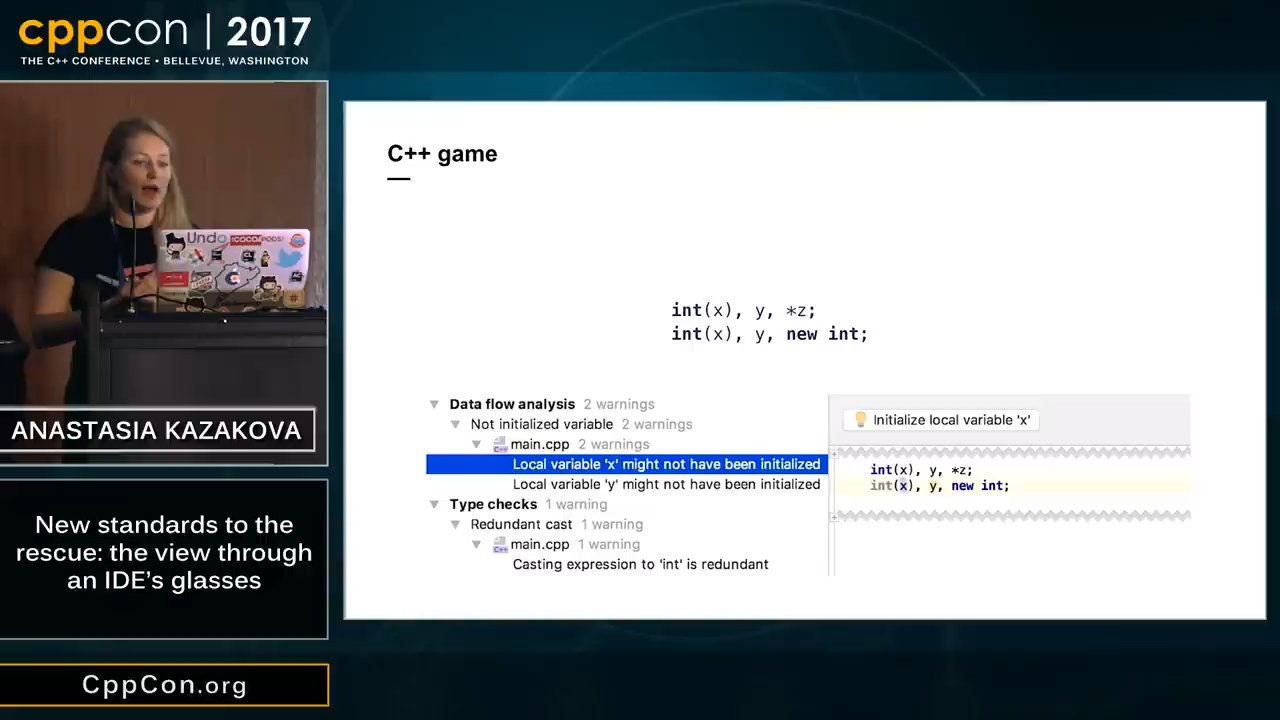 cppcon | 2017
THE C++ CONFERENCE • BELLEVUE, WASHINGTON
Undo
COCOAPODS!
CL
AC
#
ANASTASIA KAZAKOVA
New standards to the
rescue: the view through
an IDE's glasses
CppCon.org
C++ game
int(x), y, *z;
int(x), y, new int;
Data flow analysis 2 warnings
Not initialized variable 2 warnings
main.cpp 2 warnings
Local variable 'x' might not have been initialized
Local variable 'y' might not have been initialized
Type checks 1 warning
Redundant cast 1 warning
main.cpp 1 warning
Casting expression to 'int' is redundant
Initialize local variable 'x'
int(x), y, *z;
int(x), y, new int;